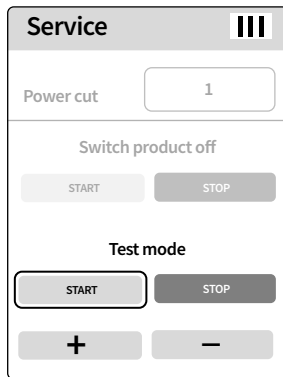 Service
Power cut 1
Switch product off
START STOP
Test mode
START STOP
+ −